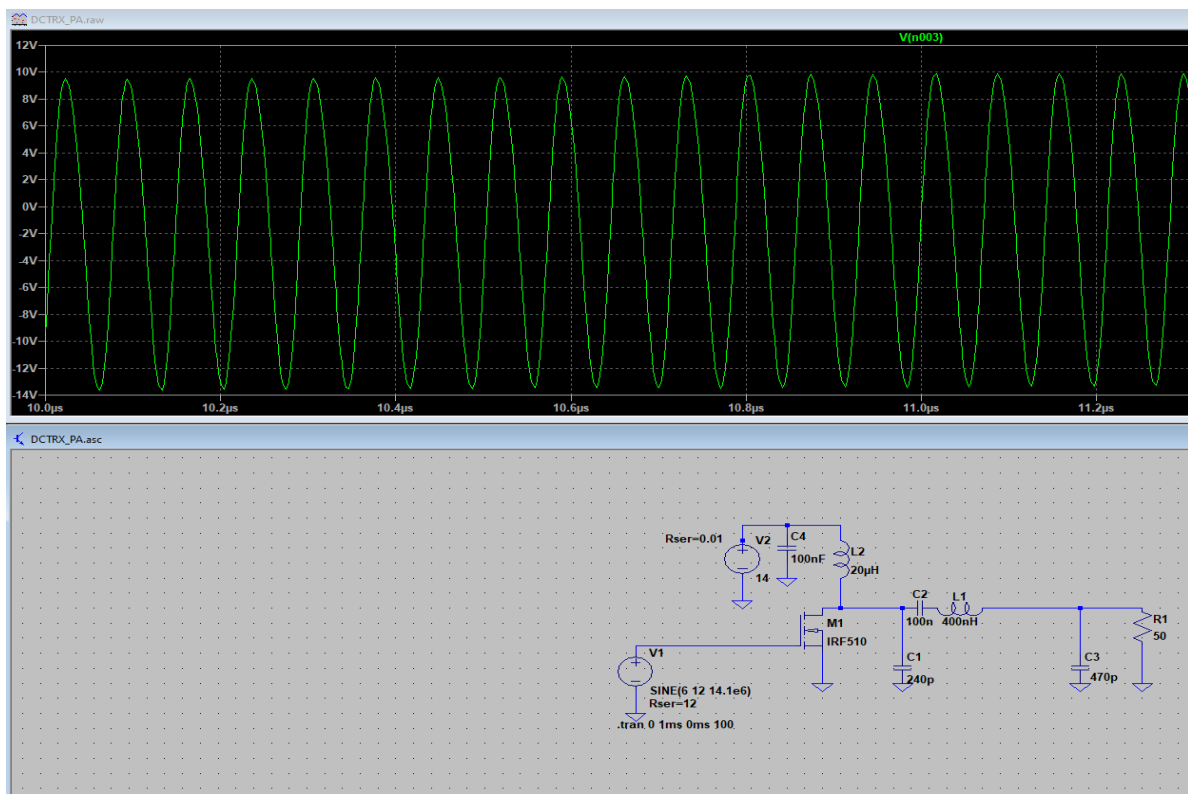 DCTRX_PA.raw
V(n003)
12V
10V
8V
6V
4V
2V
0V
-2V
-4V
-6V
-8V
-10V
-12V
-14V
10.0µs 10.2µs 10.4µs 10.6µs 10.8µs 11.0µs 11.2µs
DCTRX_PA.asc
Rser=0.01
V2
14
C4
100nF
L2
20µH
C2
100n
L1
400nH
M1
IRF510
R1
50
C1
240p
C3
470p
V1
SINE(6 12 14.1e6)
Rser=12
.tran 0 1ms 0ms 100